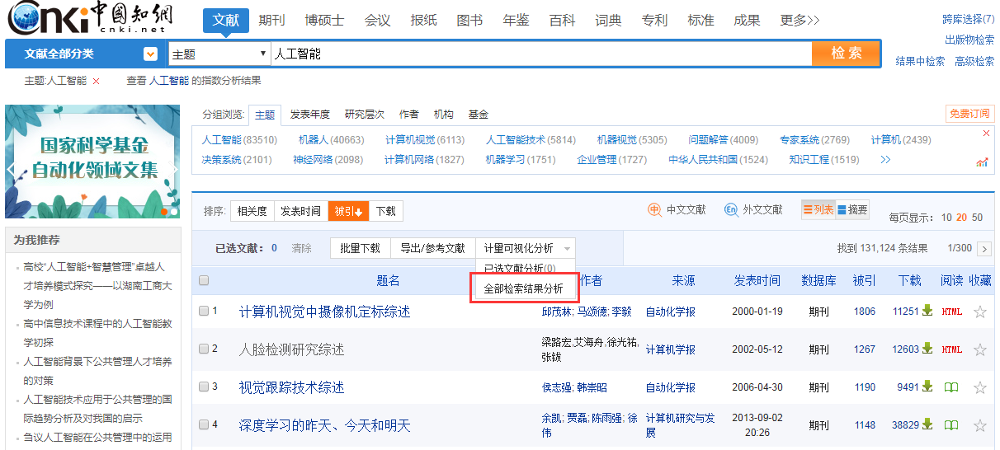 Cnki 中國知網
cnki.net
文献 期刊 博硕士 会议 报纸 图书 年鉴 百科 词典 专利 标准 成果 更多>>
跨库选择(7)
出版物检索
文献全部分类 主题 人工智能 检 索
结果中检索 高级检索
主题:人工智能 × 查看 人工智能 的指数分析结果
国家科学基金
自动化领域文集
分组浏览: 主题 发表年度 研究层次 作者 机构 基金 免费订阅
人工智能(83510) 机器人(40663) 计算机视觉(6113) 人工智能技术(5814) 机器视觉(5305) 问题解答(4009) 专家系统(2769) 计算机(2439)
决策系统(2101) 神经网络(2098) 计算机网络(1827) 机器学习(1751) 企业管理(1727) 中华人民共和国(1524) 知识工程(1519) >>
排序: 相关度 发表时间 被引↓ 下载 中 中文文献 En 外文文献 列表 摘要 每页显示: 10 20 50
已选文献: 0 清除 批量下载 导出/参考文献 计量可视化分析 找到 131,124 条结果 1/300 >
已选文献分析(0)
全部检索结果分析
题名 作者 来源 发表时间 数据库 被引 下载 阅读 收藏
1 计算机视觉中摄像机定标综述 邱茂林; 马颂德; 李毅 自动化学报 2000-01-19 期刊 1806 11251 HTML
2 人脸检测研究综述 梁路宏,艾海舟,徐光祐,
张钹 计算机学报 2002-05-12 期刊 1267 12603 HTML
3 视觉跟踪技术综述 侯志强; 韩崇昭 自动化学报 2006-04-30 期刊 1190 9491
4 深度学习的昨天、今天和明天 余凯; 贾磊; 陈雨强; 徐
伟 计算机研究与发
展 2013-09-02
20:26 期刊 1148 38829
为我推荐
高校“人工智能+智慧管理”卓越人
才培养模式探究——以湖南工商大
学为例
高中信息技术课程中的人工智能教
学初探
人工智能背景下公共管理人才培养
的对策
人工智能技术应用于公共管理的国
际趋势分析及对我国的启示
刍议人工智能在公共管理中的运用